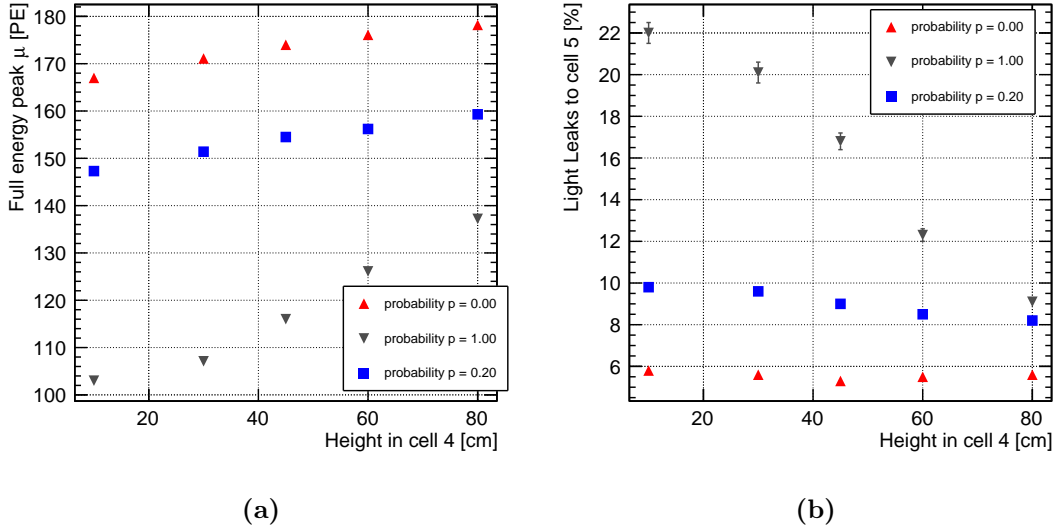 Full energy peak μ [PE]
180
170
160
150
140
130
120
110
100
probability p = 0.00
probability p = 1.00
probability p = 0.20
20
40
60
80
Height in cell 4 [cm]
(a)
Light Leaks to cell 5 [%]
22
20
18
16
14
12
10
8
6
probability p = 0.00
probability p = 1.00
probability p = 0.20
20
40
60
80
Height in cell 4 [cm]
(b)